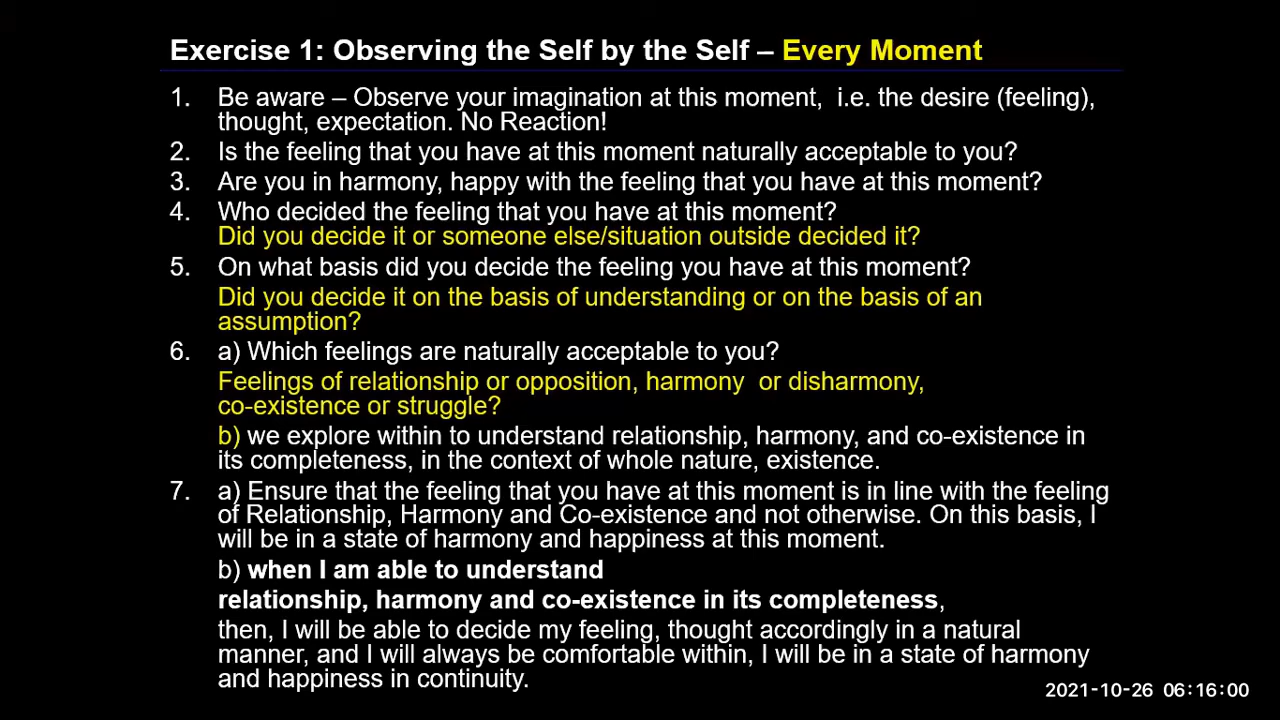 Exercise 1: Observing the Self by the Self – Every Moment
1. Be aware – Observe your imagination at this moment, i.e. the desire (feeling),
thought, expectation. No Reaction!
2. Is the feeling that you have at this moment naturally acceptable to you?
3. Are you in harmony, happy with the feeling that you have at this moment?
4. Who decided the feeling that you have at this moment?
Did you decide it or someone else/situation outside decided it?
5. On what basis did you decide the feeling you have at this moment?
Did you decide it on the basis of understanding or on the basis of an
assumption?
6. a) Which feelings are naturally acceptable to you?
Feelings of relationship or opposition, harmony or disharmony,
co-existence or struggle?
b) we explore within to understand relationship, harmony, and co-existence in
its completeness, in the context of whole nature, existence.
7. a) Ensure that the feeling that you have at this moment is in line with the feeling
of Relationship, Harmony and Co-existence and not otherwise. On this basis, I
will be in a state of harmony and happiness at this moment.
b) when I am able to understand
relationship, harmony and co-existence in its completeness,
then, I will be able to decide my feeling, thought accordingly in a natural
manner, and I will always be comfortable within, I will be in a state of harmony
and happiness in continuity.
2021-10-26 06:16:00